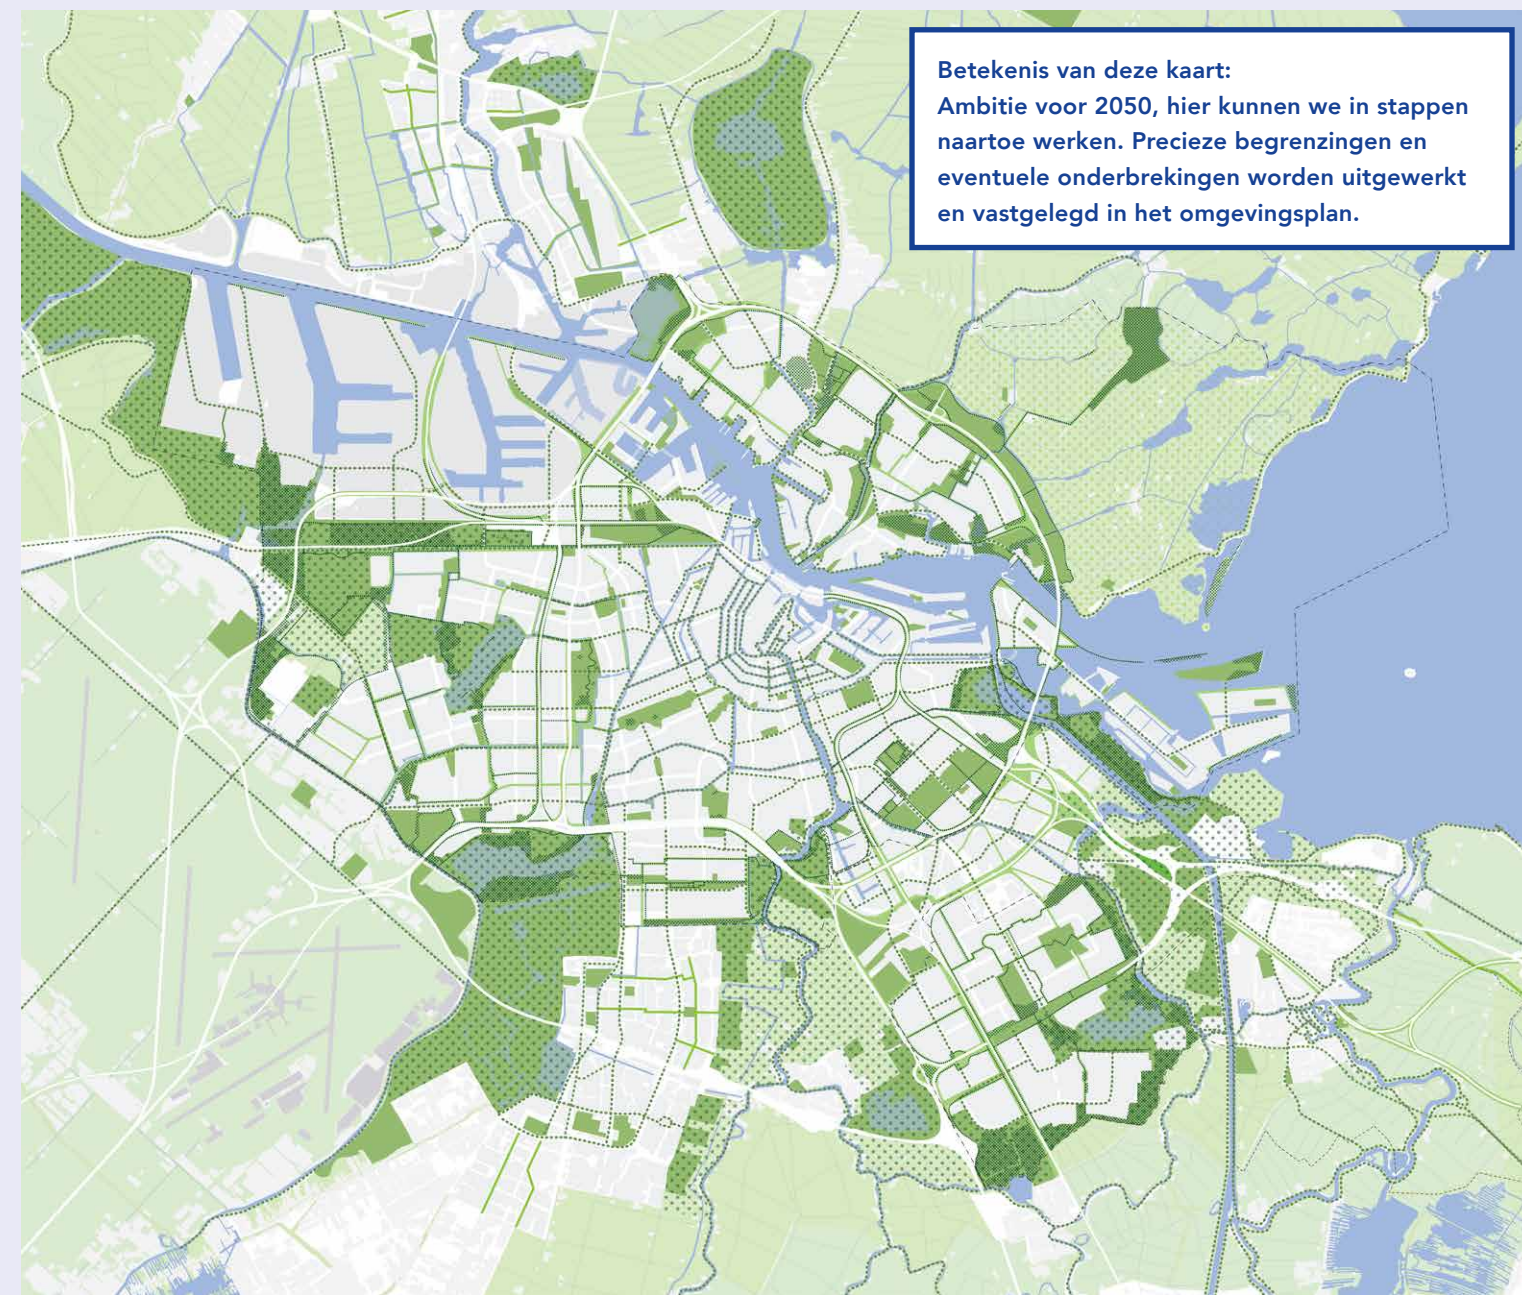 Betekenis van deze kaart:
Ambitie voor 2050, hier kunnen we in stappen
naartoe werken. Precieze begrenzingen en
eventuele onderbrekingen worden uitgewerkt
en vastgelegd in het omgevingsplan.